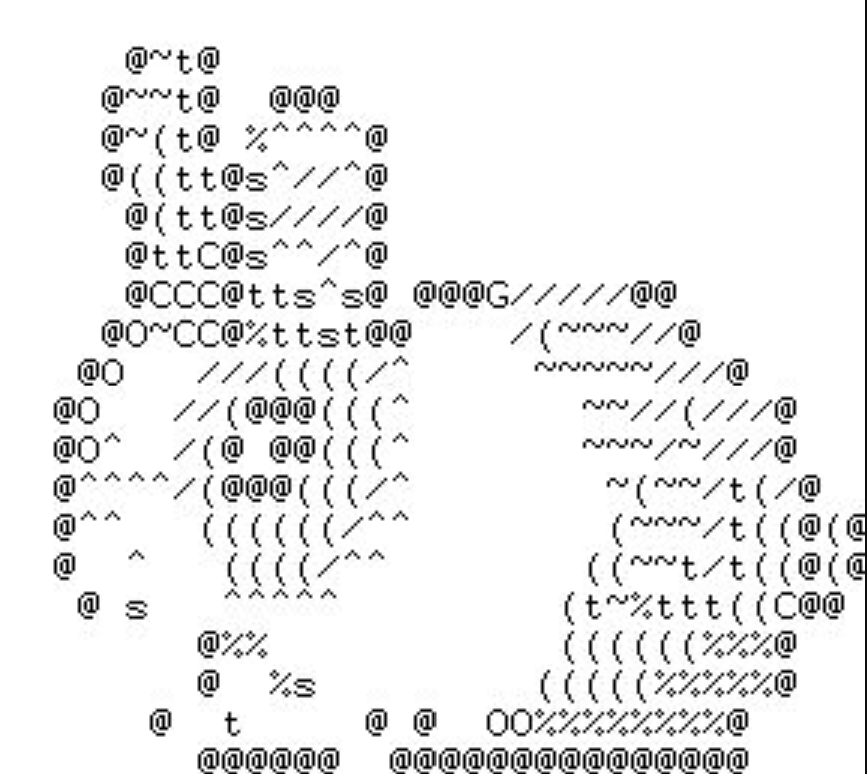 @~t@
  @~~t@  @@@
  @~(t@ %^^^^@
  @((tt@s^//^@
   @(tt@s////@
   @ttC@s^^/^@
   @CCC@tts^s@ @@@G/////@@
  @O~CC@%ttst@@    /(~~~//@
 @O   ///((((/^     ~~~~~///@
@O   //(@@@(((^       ~~//(///@
@O^  /(@ @@(((^       ~~~/~///@
@^^^^/(@@@(((/^        ~(~~/t(/@
@^^   ((((((/^^        (~~~/t((@(@
@  ^   ((((/^^        ((~~t/t((@(@
 @ s   ^^^^^         (t~%ttt((C@@
      @%%            ((((((%%%@
      @  %s         (((((%%%%%@
    @  t     @ @  OO%%%%%%%%@
      @@@@@@  @@@@@@@@@@@@@@@